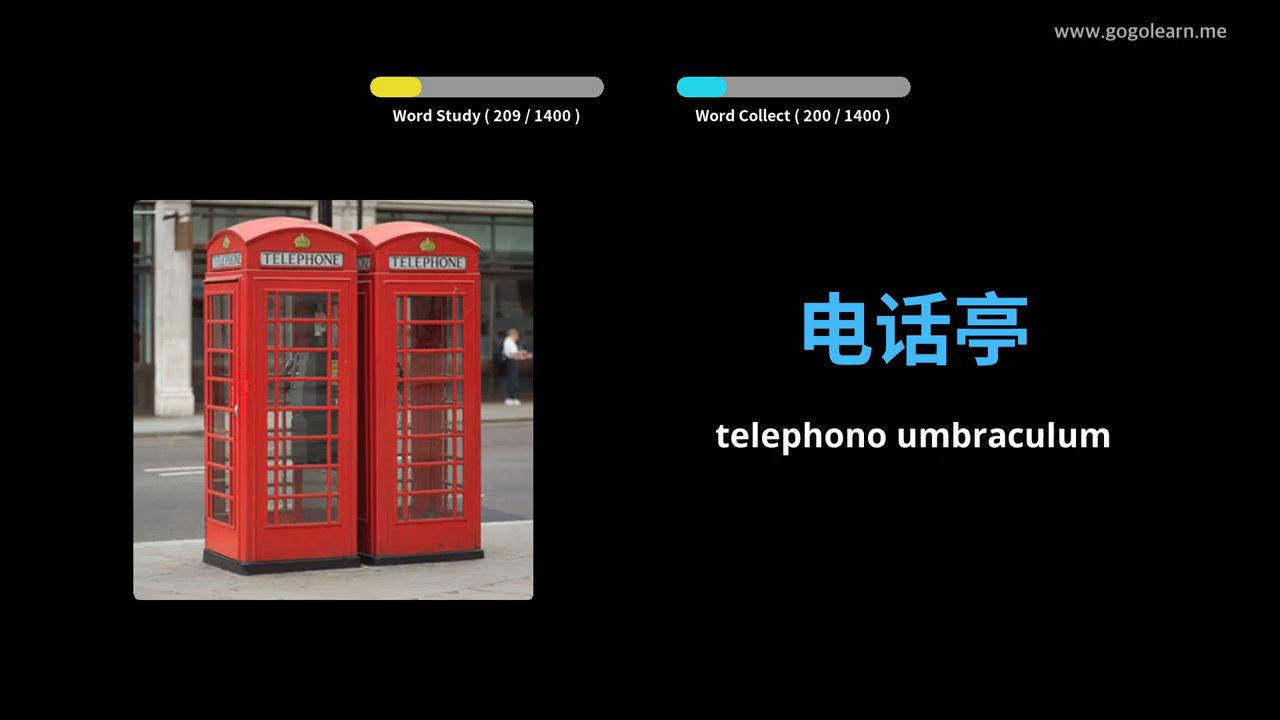 www.gogolearn.me
Word Study ( 209 / 1400 )
Word Collect ( 200 / 1400 )
TELEPHONE
TELEPHONE
电话亭
telephono umbraculum